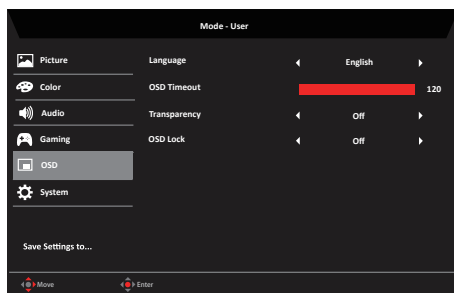 Mode - User
Picture
Language English
Color
OSD Timeout 120
Audio
Transparency Off
Gaming
OSD Lock Off
OSD
System
Save Settings to...
Move Enter